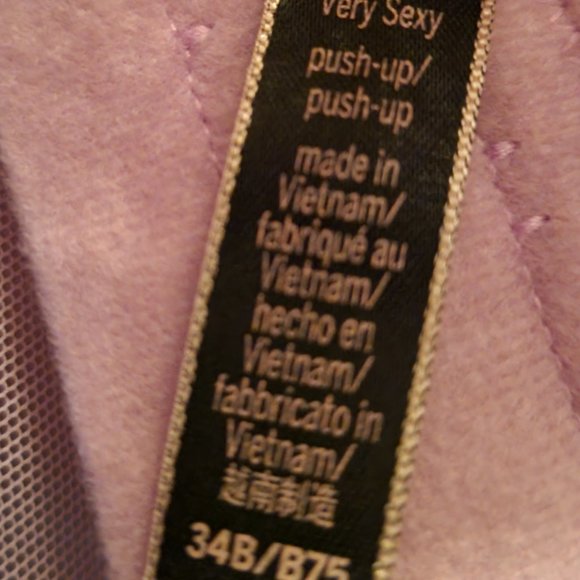 Very Sexy
push-up/
push-up
made in
Vietnam/
fabriqué au
Vietnam/
hecho en
Vietnam/
fabbricato in
Vietnam/
越南制造
34B/B75